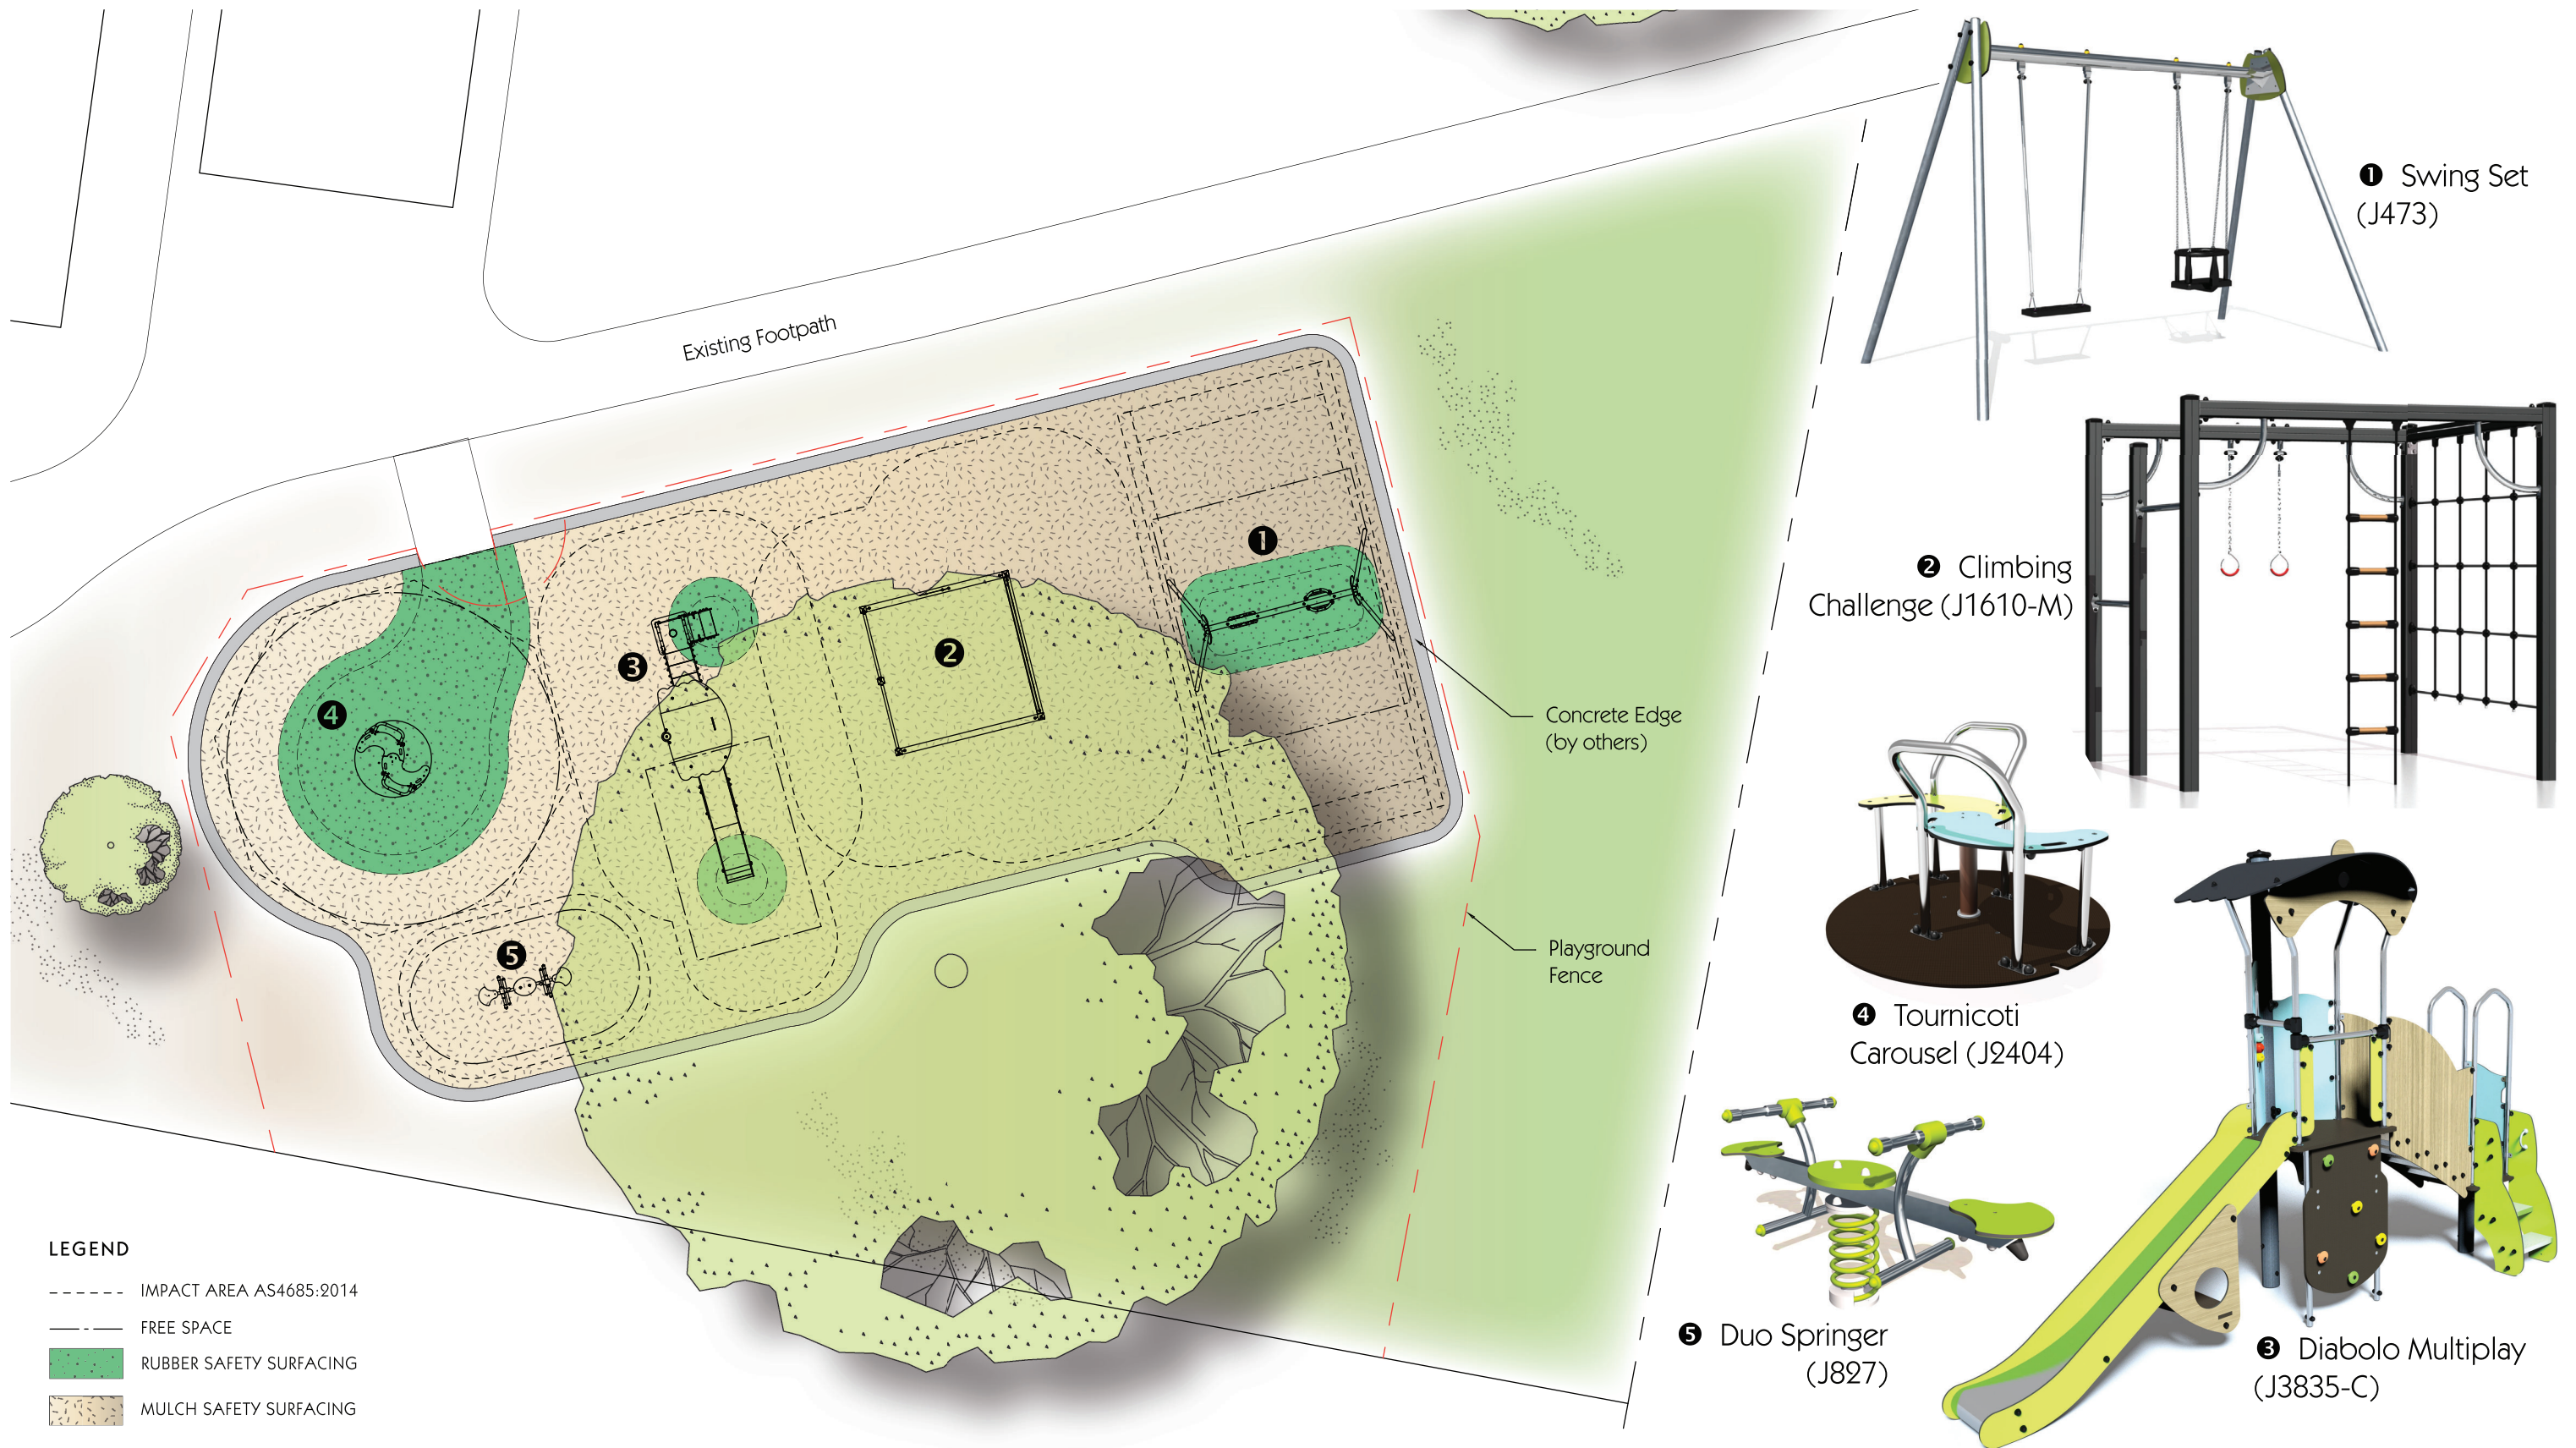 ❶ Swing Set
(J473)
Existing Footpath
❶
❷ Climbing
Challenge (J1610-M)
❷
❸
❹
Concrete Edge
(by others)
❺
Playground
Fence
❹ Tournicoti
Carousel (J2404)
LEGEND
IMPACT AREA AS4685:2014
FREE SPACE
RUBBER SAFETY SURFACING
MULCH SAFETY SURFACING
❺ Duo Springer
(J827)
❸ Diabolo Multiplay
(J3835-C)